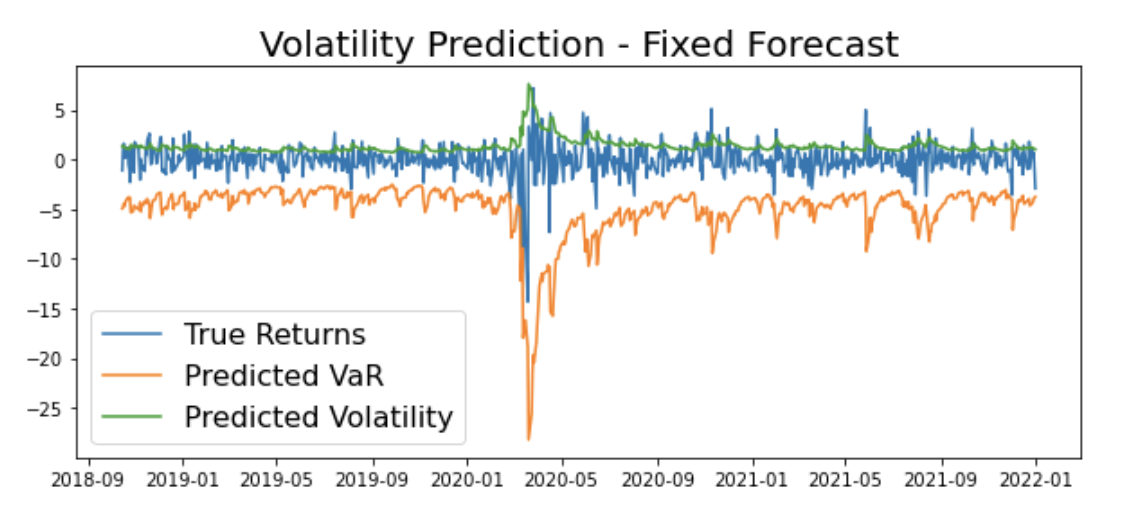 Volatility Prediction - Fixed Forecast
5
0
−5
−10
−15
−20
−25
True Returns
Predicted VaR
Predicted Volatility
2018-09 2019-01 2019-05 2019-09 2020-01 2020-05 2020-09 2021-01 2021-05 2021-09 2022-01